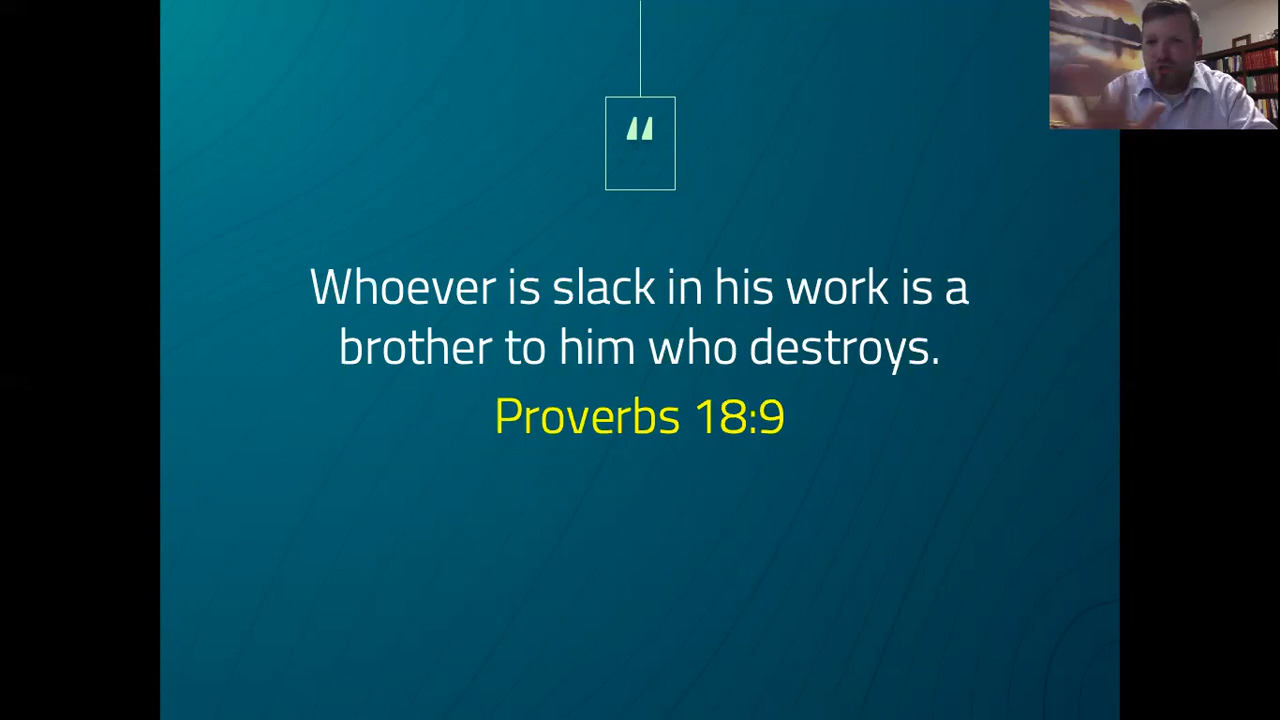 “
Whoever is slack in his work is a
brother to him who destroys.
Proverbs 18:9